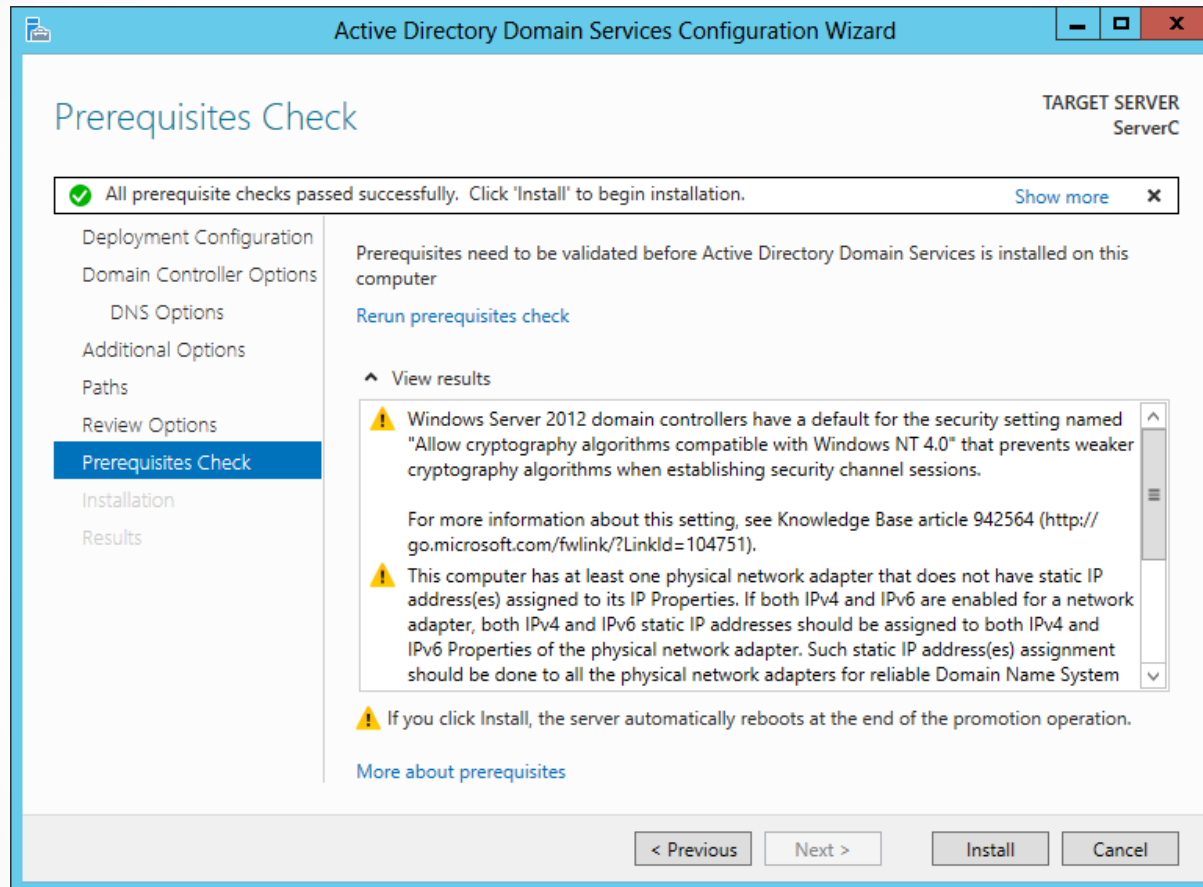 Active Directory Domain Services Configuration Wizard
Prerequisites Check
TARGET SERVER
ServerC
All prerequisite checks passed successfully.  Click 'Install' to begin installation.
Show more
Deployment Configuration
Domain Controller Options
DNS Options
Additional Options
Paths
Review Options
Prerequisites Check
Installation
Results
Prerequisites need to be validated before Active Directory Domain Services is installed on this
computer
Rerun prerequisites check
View results
Windows Server 2012 domain controllers have a default for the security setting named
"Allow cryptography algorithms compatible with Windows NT 4.0" that prevents weaker
cryptography algorithms when establishing security channel sessions.
For more information about this setting, see Knowledge Base article 942564 (http://
go.microsoft.com/fwlink/?LinkId=104751).
This computer has at least one physical network adapter that does not have static IP
address(es) assigned to its IP Properties. If both IPv4 and IPv6 are enabled for a network
adapter, both IPv4 and IPv6 static IP addresses should be assigned to both IPv4 and
IPv6 Properties of the physical network adapter. Such static IP address(es) assignment
should be done to all the physical network adapters for reliable Domain Name System
If you click Install, the server automatically reboots at the end of the promotion operation.
More about prerequisites
< Previous
Next >
Install
Cancel